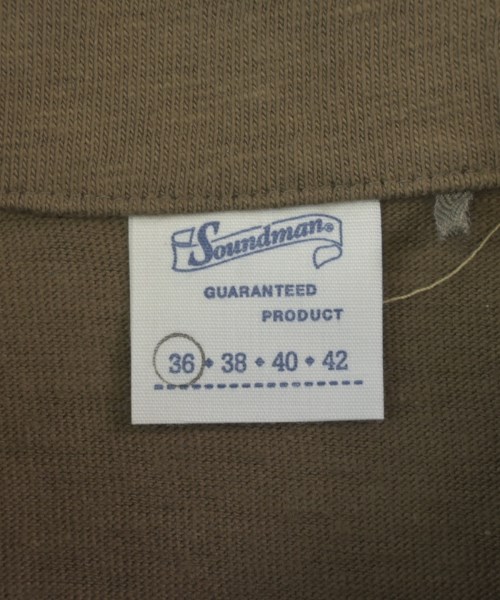 Soundman®
GUARANTEED
PRODUCT
36 • 38 • 40 • 42